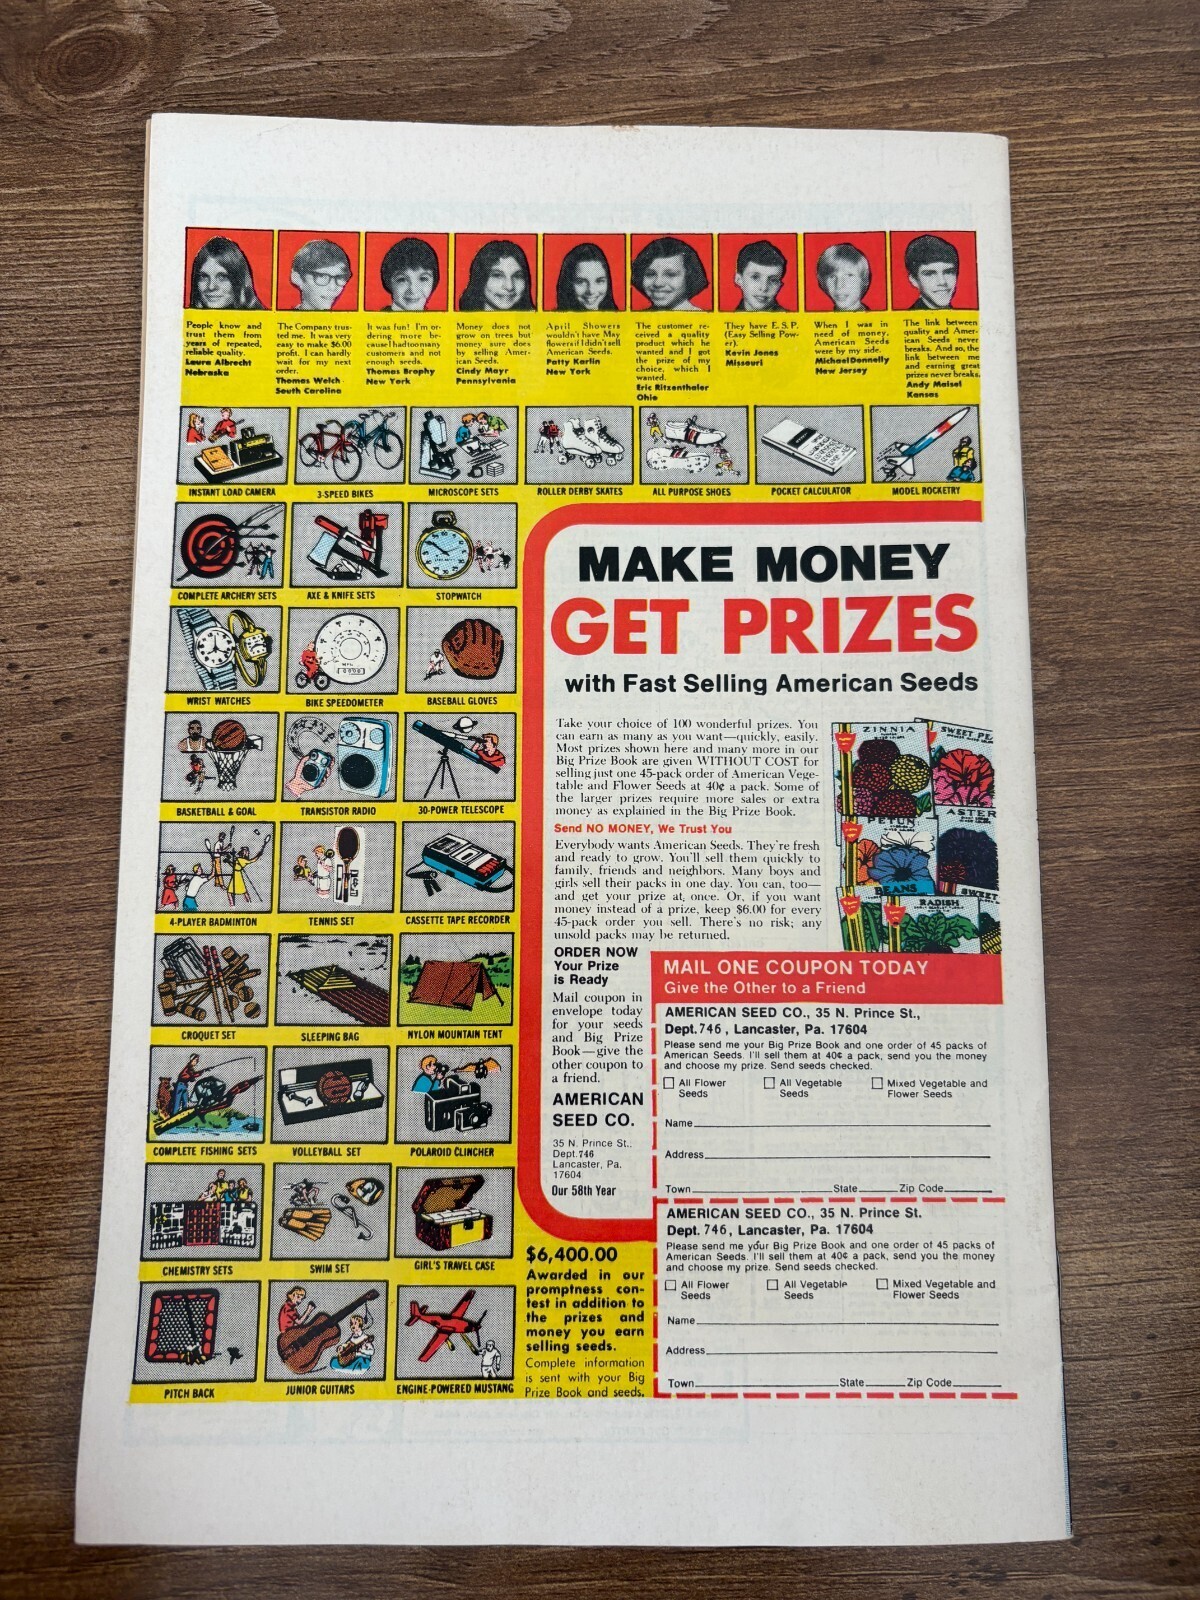 People know and
trust them from
years of repeated,
reliable quality.
Laura Albrecht
Nebraska
The Company trus-
ted me. It was very
easy to make $6.00
profit. I can hardly
wait for my next
order.
Thomas Welch
South Carolina
It was fun! I'm or-
dering more be-
cause I had too many
customers and not
enough seeds.
Thomas Brophy
New York
Money does not
grow on trees but
money sure does
by selling Amer-
ican Seeds.
Cindy Mayr
Pennsylvania
April Showers
wouldn't have May
flowers if I didn't sell
American Seeds.
Patty Karlin
New York
The customer re-
ceived a quality
product which he
wanted and I got
the prize of my
choice, which I
wanted.
Eric Ritzenthaler
Ohio
They have E. S. P.
(Easy Selling Pow-
er).
Kevin Jones
Missouri
When I was in
need of money,
American Seeds
were by my side.
Michael Donnelly
New Jersey
The link between
quality and Amer-
ican Seeds never
breaks. And so, the
link between me
and earning great
prizes never breaks.
Andy Maisel
Kansas
INSTANT LOAD CAMERA
3-SPEED BIKES
MICROSCOPE SETS
ROLLER DERBY SKATES
ALL PURPOSE SHOES
POCKET CALCULATOR
MODEL ROCKETRY
COMPLETE ARCHERY SETS
AXE & KNIFE SETS
STOPWATCH
WRIST WATCHES
BIKE SPEEDOMETER
BASEBALL GLOVES
BASKETBALL & GOAL
TRANSISTOR RADIO
30-POWER TELESCOPE
4-PLAYER BADMINTON
TENNIS SET
CASSETTE TAPE RECORDER
CROQUET SET
SLEEPING BAG
NYLON MOUNTAIN TENT
COMPLETE FISHING SETS
VOLLEYBALL SET
POLAROID CLINCHER
CHEMISTRY SETS
SWIM SET
GIRL'S TRAVEL CASE
PITCH BACK
JUNIOR GUITARS
ENGINE-POWERED MUSTANG
MAKE MONEY
GET PRIZES
with Fast Selling American Seeds
Take your choice of 100 wonderful prizes. You
can earn as many as you want—quickly, easily.
Most prizes shown here and many more in our
Big Prize Book are given WITHOUT COST for
selling just one 45-pack order of American Vege-
table and Flower Seeds at 40¢ a pack. Some of
the larger prizes require more sales or extra
money as explained in the Big Prize Book.
Send NO MONEY, We Trust You
Everybody wants American Seeds. They're fresh
and ready to grow. You'll sell them quickly to
family, friends and neighbors. Many boys and
girls sell their packs in one day. You can, too—
and get your prize at once. Or, if you want
money instead of a prize, keep $6.00 for every
45-pack order you sell. There's no risk; any
unsold packs may be returned.
ZINNIA
SWEET PE
PETUN
ASTER
BEANS
SWEET
RADISH
ORDER NOW
Your Prize
is Ready
Mail coupon in
envelope today
for your seeds
and Big Prize
Book—give the
other coupon to
a friend.
AMERICAN
SEED CO.
35 N. Prince St.,
Dept. 746
Lancaster, Pa.
17604
Our 58th Year
$6,400.00
Awarded in our
promptness con-
test in addition to
the prizes and
money you earn
selling seeds.
Complete information
is sent with your Big
Prize Book and seeds.
MAIL ONE COUPON TODAY
Give the Other to a Friend
AMERICAN SEED CO., 35 N. Prince St.,
Dept. 746, Lancaster, Pa. 17604
Please send me your Big Prize Book and one order of 45 packs of
American Seeds. I'll sell them at 40¢ a pack, send you the money
and choose my prize. Send seeds checked.
All Flower
Seeds
All Vegetable
Seeds
Mixed Vegetable and
Flower Seeds
Name
Address
Town State Zip Code
AMERICAN SEED CO., 35 N. Prince St.
Dept. 746, Lancaster, Pa. 17604
Please send me your Big Prize Book and one order of 45 packs of
American Seeds. I'll sell them at 40¢ a pack, send you the money
and choose my prize. Send seeds checked.
All Flower
Seeds
All Vegetable
Seeds
Mixed Vegetable and
Flower Seeds
Name
Address
Town State Zip Code